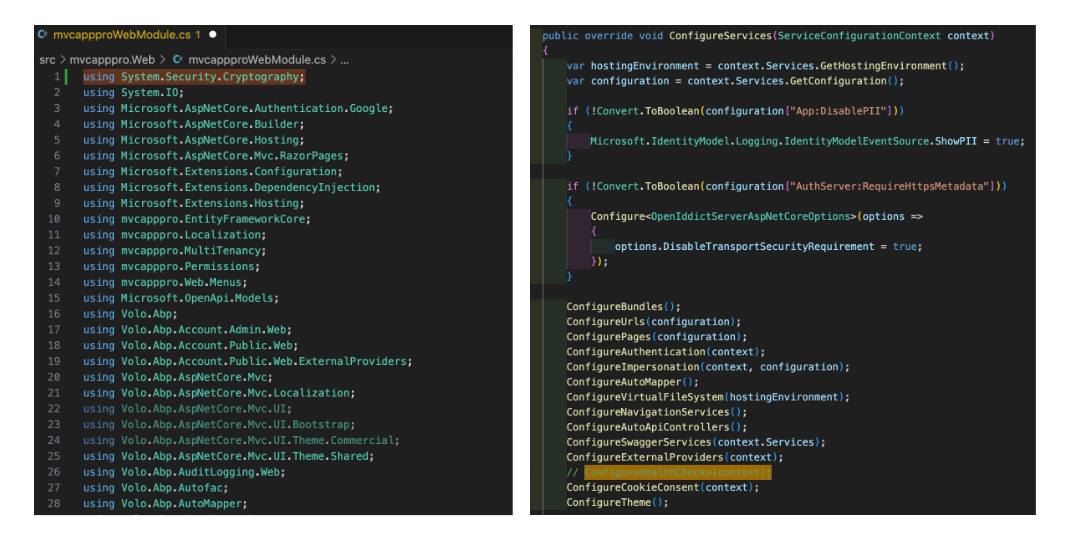 mvcappproWebModule.cs 1 ●
src > mvcapppro.Web > mvcappproWebModule.cs > ...
1 using System.Security.Cryptography;
2 using System.IO;
3 using Microsoft.AspNetCore.Authentication.Google;
4 using Microsoft.AspNetCore.Builder;
5 using Microsoft.AspNetCore.Hosting;
6 using Microsoft.AspNetCore.Mvc.RazorPages;
7 using Microsoft.Extensions.Configuration;
8 using Microsoft.Extensions.DependencyInjection;
9 using Microsoft.Extensions.Hosting;
10 using mvcapppro.EntityFrameworkCore;
11 using mvcapppro.Localization;
12 using mvcapppro.MultiTenancy;
13 using mvcapppro.Permissions;
14 using mvcapppro.Web.Menus;
15 using Microsoft.OpenApi.Models;
16 using Volo.Abp;
17 using Volo.Abp.Account.Admin.Web;
18 using Volo.Abp.Account.Public.Web;
19 using Volo.Abp.Account.Public.Web.ExternalProviders;
20 using Volo.Abp.AspNetCore.Mvc;
21 using Volo.Abp.AspNetCore.Mvc.Localization;
22 using Volo.Abp.AspNetCore.Mvc.UI;
23 using Volo.Abp.AspNetCore.Mvc.UI.Bootstrap;
24 using Volo.Abp.AspNetCore.Mvc.UI.Theme.Commercial;
25 using Volo.Abp.AspNetCore.Mvc.UI.Theme.Shared;
26 using Volo.Abp.AuditLogging.Web;
27 using Volo.Abp.Autofac;
28 using Volo.Abp.AutoMapper;
public override void ConfigureServices(ServiceConfigurationContext context)
{
var hostingEnvironment = context.Services.GetHostingEnvironment();
var configuration = context.Services.GetConfiguration();
if (!Convert.ToBoolean(configuration["App:DisablePII"]))
{
Microsoft.IdentityModel.Logging.IdentityModelEventSource.ShowPII = true;
}
if (!Convert.ToBoolean(configuration["AuthServer:RequireHttpsMetadata"]))
{
Configure<OpenIddictServerAspNetCoreOptions>(options =>
{
options.DisableTransportSecurityRequirement = true;
});
}
ConfigureBundles();
ConfigureUrls(configuration);
ConfigurePages(configuration);
ConfigureAuthentication(context);
ConfigureImpersonation(context, configuration);
ConfigureAutoMapper();
ConfigureVirtualFileSystem(hostingEnvironment);
ConfigureNavigationServices();
ConfigureAutoApiControllers();
ConfigureSwaggerServices(context.Services);
ConfigureExternalProviders(context);
// ConfigureHealthChecks(context);
ConfigureCookieConsent(context);
ConfigureTheme();